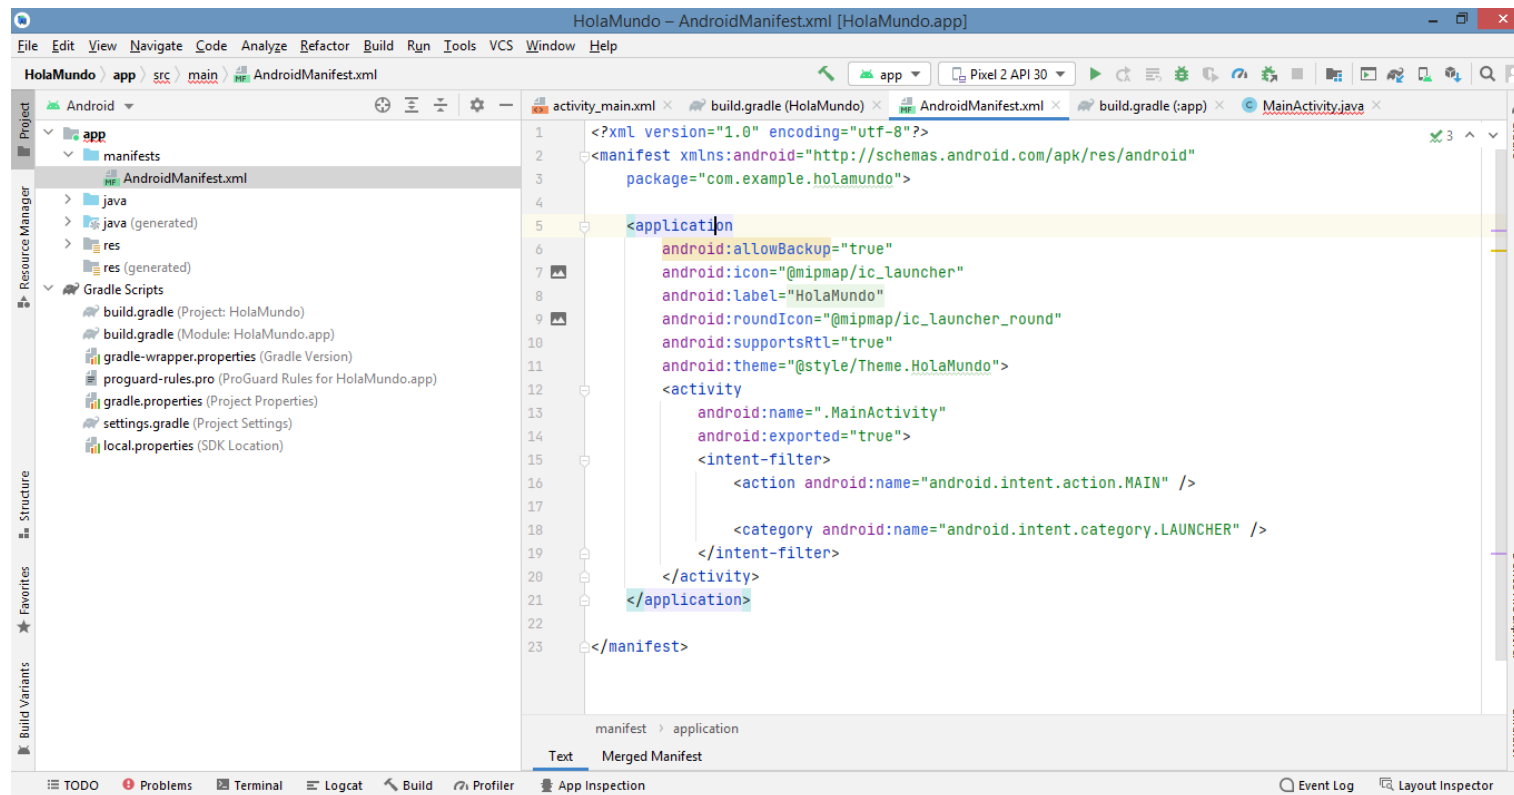 HolaMundo – AndroidManifest.xml [HolaMundo.app]
File Edit View Navigate Code Analyze Refactor Build Run Tools VCS Window Help
HolaMundo app src main AndroidManifest.xml
app
Pixel 2 API 30
Project
Resource Manager
Structure
Favorites
Build Variants
Android
app
manifests
AndroidManifest.xml
java
java (generated)
res
res (generated)
Gradle Scripts
build.gradle (Project: HolaMundo)
build.gradle (Module: HolaMundo.app)
gradle-wrapper.properties (Gradle Version)
proguard-rules.pro (ProGuard Rules for HolaMundo.app)
gradle.properties (Project Properties)
settings.gradle (Project Settings)
local.properties (SDK Location)
activity_main.xml build.gradle (HolaMundo) AndroidManifest.xml build.gradle (:app) MainActivity.java
3
1 <?xml version="1.0" encoding="utf-8"?>
2 <manifest xmlns:android="http://schemas.android.com/apk/res/android"
3 package="com.example.holamundo">
4
5 <application
6 android:allowBackup="true"
7 android:icon="@mipmap/ic_launcher"
8 android:label="HolaMundo"
9 android:roundIcon="@mipmap/ic_launcher_round"
10 android:supportsRtl="true"
11 android:theme="@style/Theme.HolaMundo">
12 <activity
13 android:name=".MainActivity"
14 android:exported="true">
15 <intent-filter>
16 <action android:name="android.intent.action.MAIN" />
17
18 <category android:name="android.intent.category.LAUNCHER" />
19 </intent-filter>
20 </activity>
21 </application>
22
23 </manifest>
manifest > application
Text Merged Manifest
TODO Problems Terminal Logcat Build Profiler App Inspection Event Log Layout Inspector